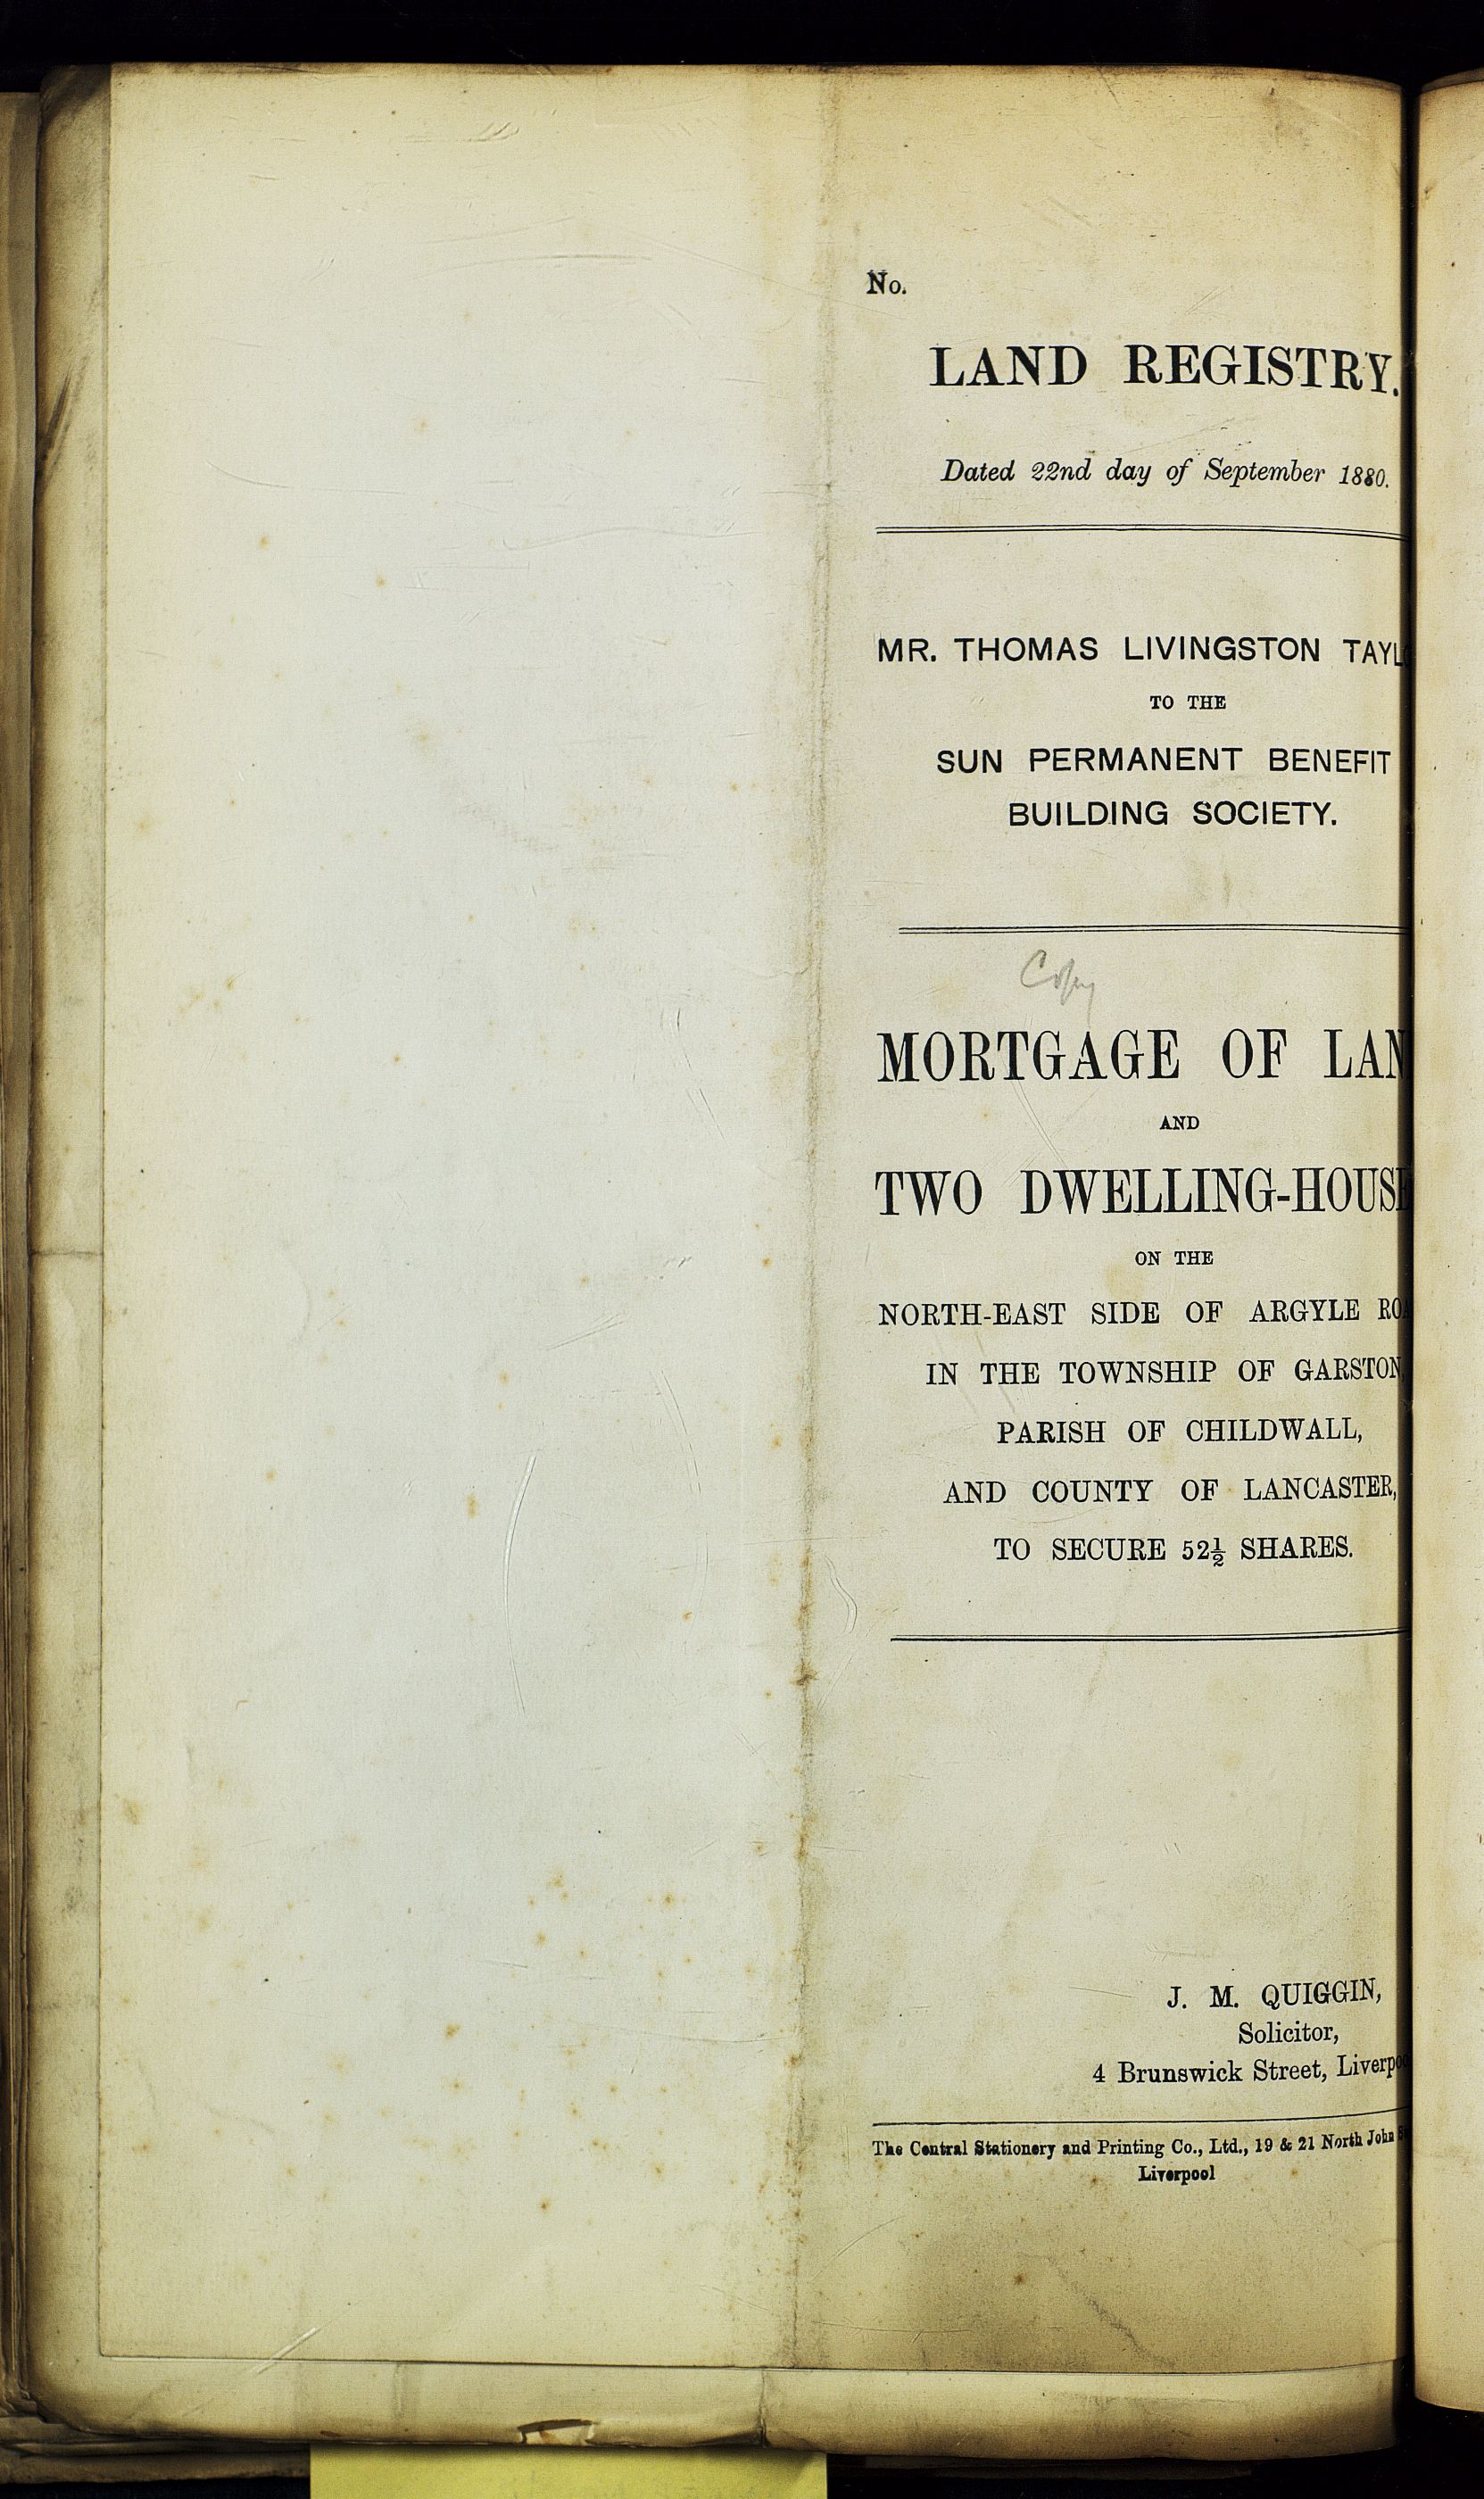 No.
LAND REGISTRY.
Dated 22nd day of September 1880.
MR. THOMAS LIVINGSTON TAYL
TO THE
SUN PERMANENT BENEFIT
BUILDING SOCIETY.
Copy
MORTGAGE OF LAN
AND
TWO DWELLING-HOUSE
ON THE
NORTH-EAST SIDE OF ARGYLE ROA
IN THE TOWNSHIP OF GARSTON,
PARISH OF CHILDWALL,
AND COUNTY OF LANCASTER,
TO SECURE 52½ SHARES.
J. M. QUIGGIN,
Solicitor,
4 Brunswick Street, Liverpoo
The Central Stationery and Printing Co., Ltd., 19 & 21 North John S
Liverpool